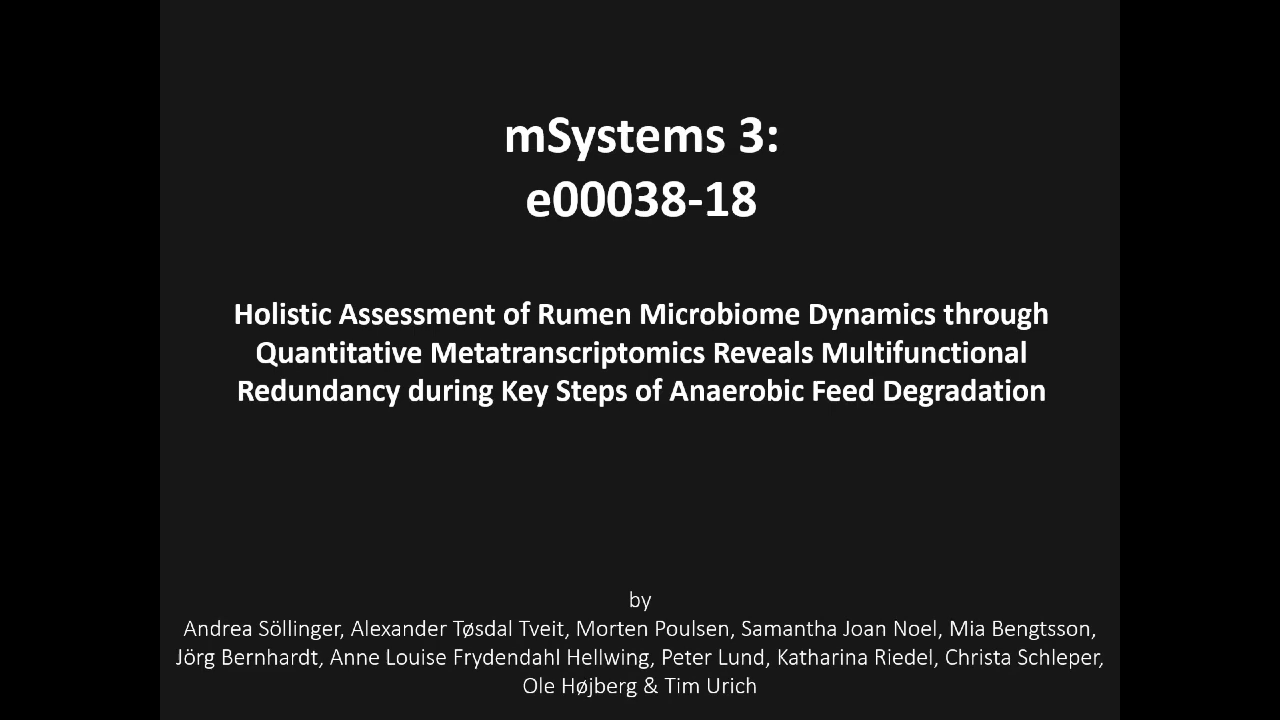 mSystems 3:
e00038-18
Holistic Assessment of Rumen Microbiome Dynamics through
Quantitative Metatranscriptomics Reveals Multifunctional
Redundancy during Key Steps of Anaerobic Feed Degradation
by
Andrea Söllinger, Alexander Tøsdal Tveit, Morten Poulsen, Samantha Joan Noel, Mia Bengtsson,
Jörg Bernhardt, Anne Louise Frydendahl Hellwing, Peter Lund, Katharina Riedel, Christa Schleper,
Ole Højberg & Tim Urich